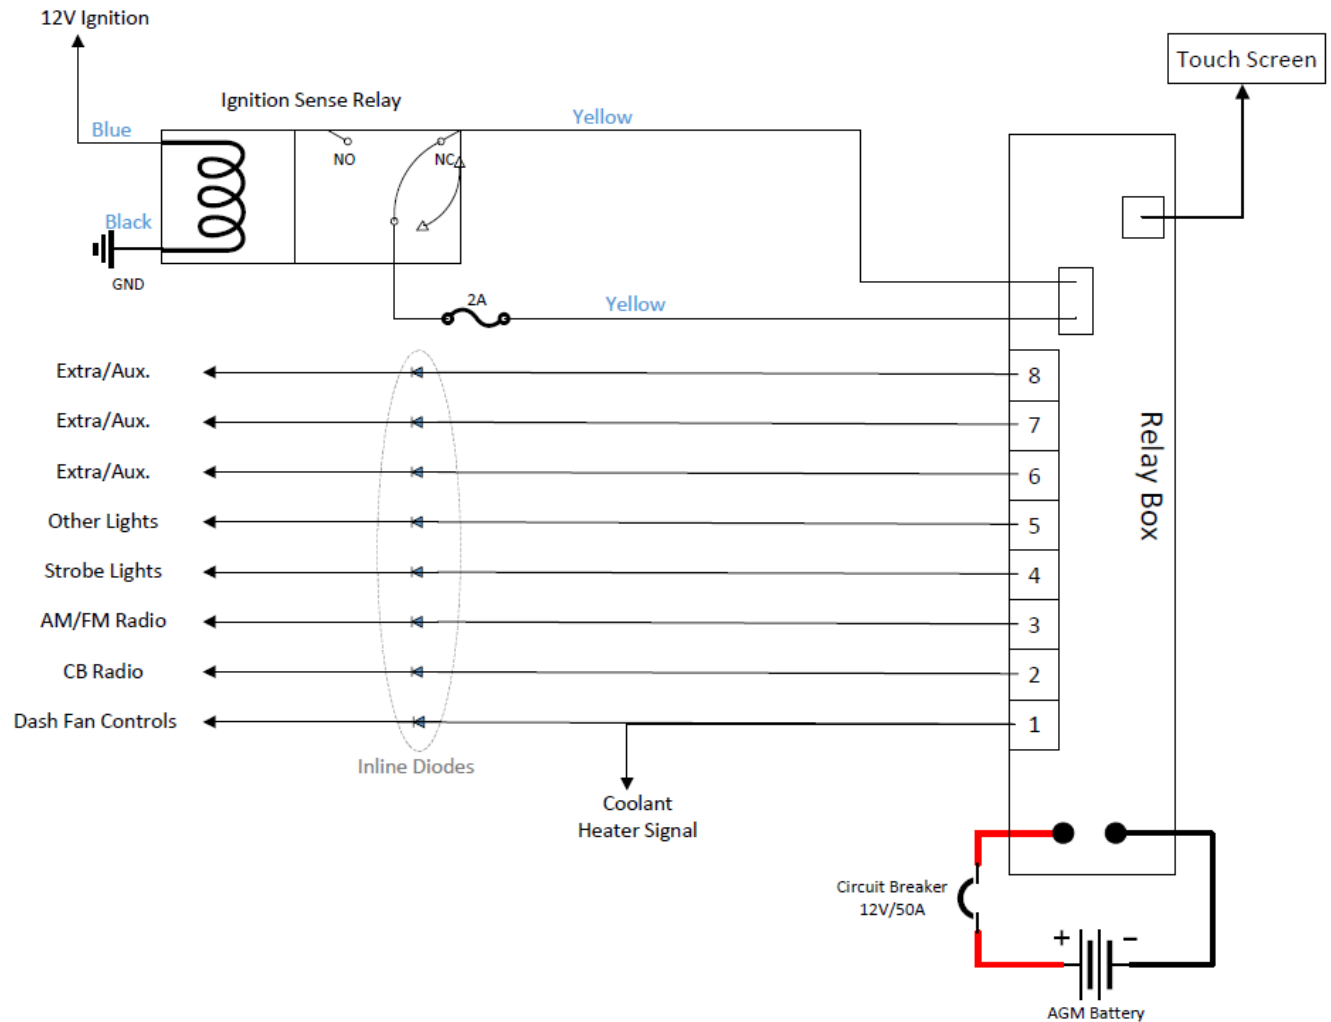 12V Ignition
Touch Screen
Ignition Sense Relay
Blue
Yellow
NO
NC
Black
GND
2A
Yellow
Extra/Aux.
8
Extra/Aux.
7
Extra/Aux.
6
Relay Box
Other Lights
5
Strobe Lights
4
AM/FM Radio
3
CB Radio
2
Dash Fan Controls
1
Inline Diodes
Coolant
Heater Signal
Circuit Breaker
12V/50A
+
−
AGM Battery